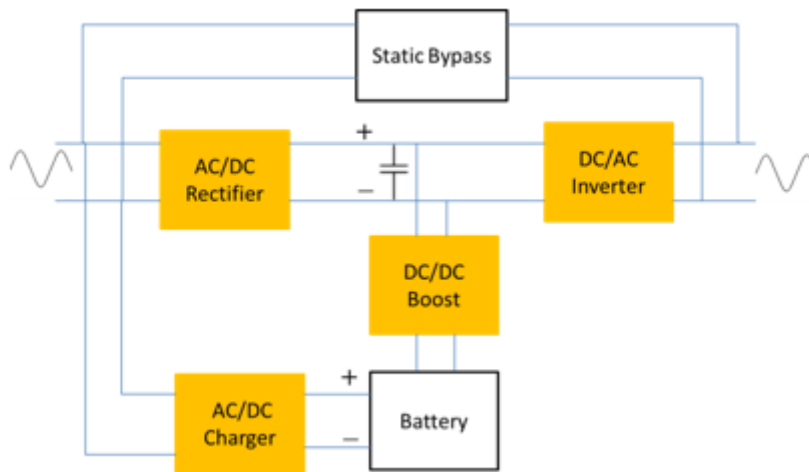 Static Bypass
AC/DC
Rectifier
+
−
DC/AC
Inverter
DC/DC
Boost
AC/DC
Charger
+
−
Battery